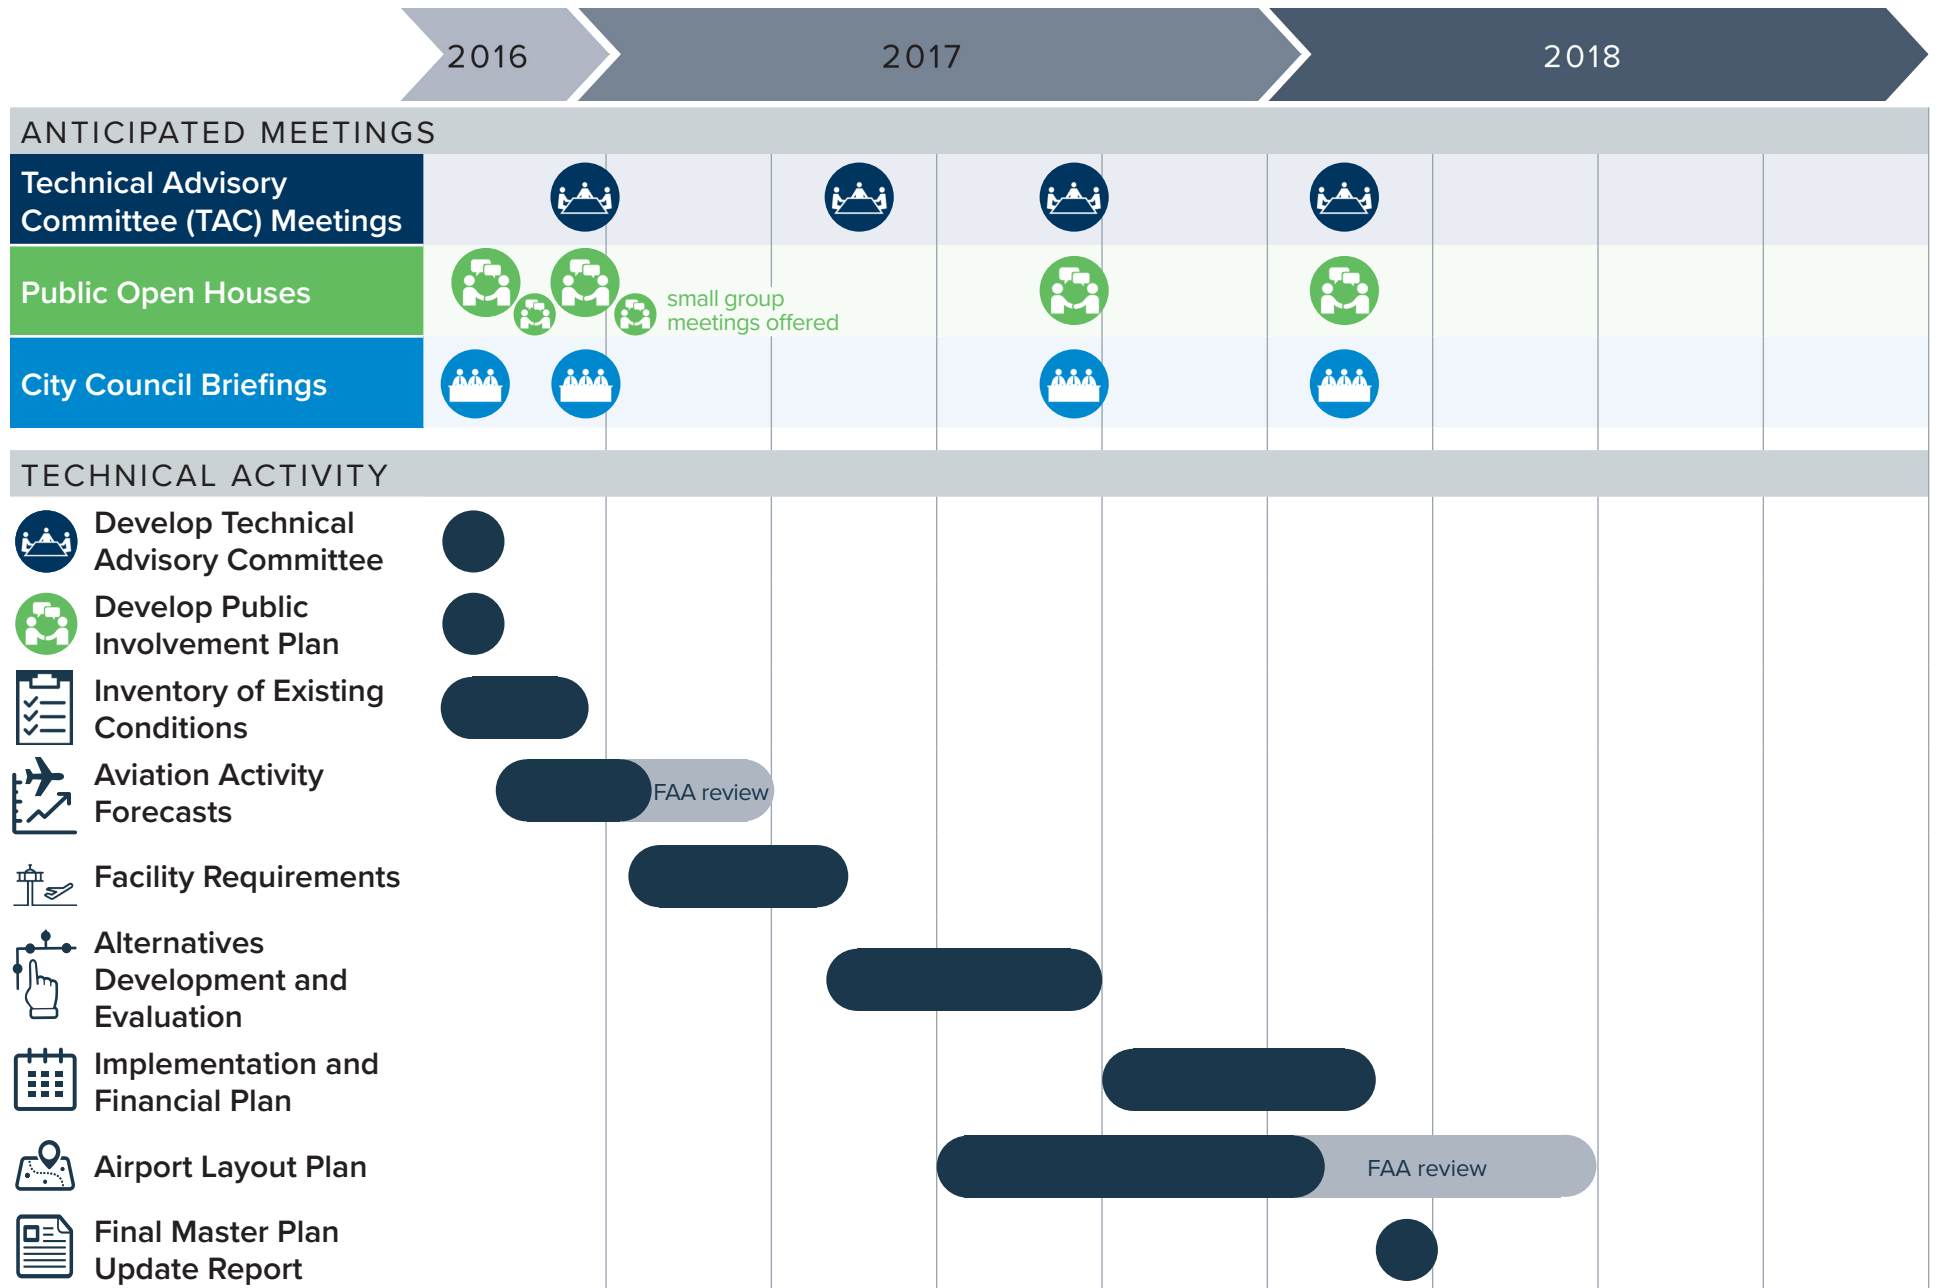 2016
2017
2018
ANTICIPATED MEETINGS
Technical Advisory
Committee (TAC) Meetings
Public Open Houses
small group
meetings offered
City Council Briefings
TECHNICAL ACTIVITY
Develop Technical
Advisory Committee
Develop Public
Involvement Plan
Inventory of Existing
Conditions
Aviation Activity
Forecasts
FAA review
Facility Requirements
Alternatives
Development and
Evaluation
Implementation and
Financial Plan
Airport Layout Plan
FAA review
Final Master Plan
Update Report